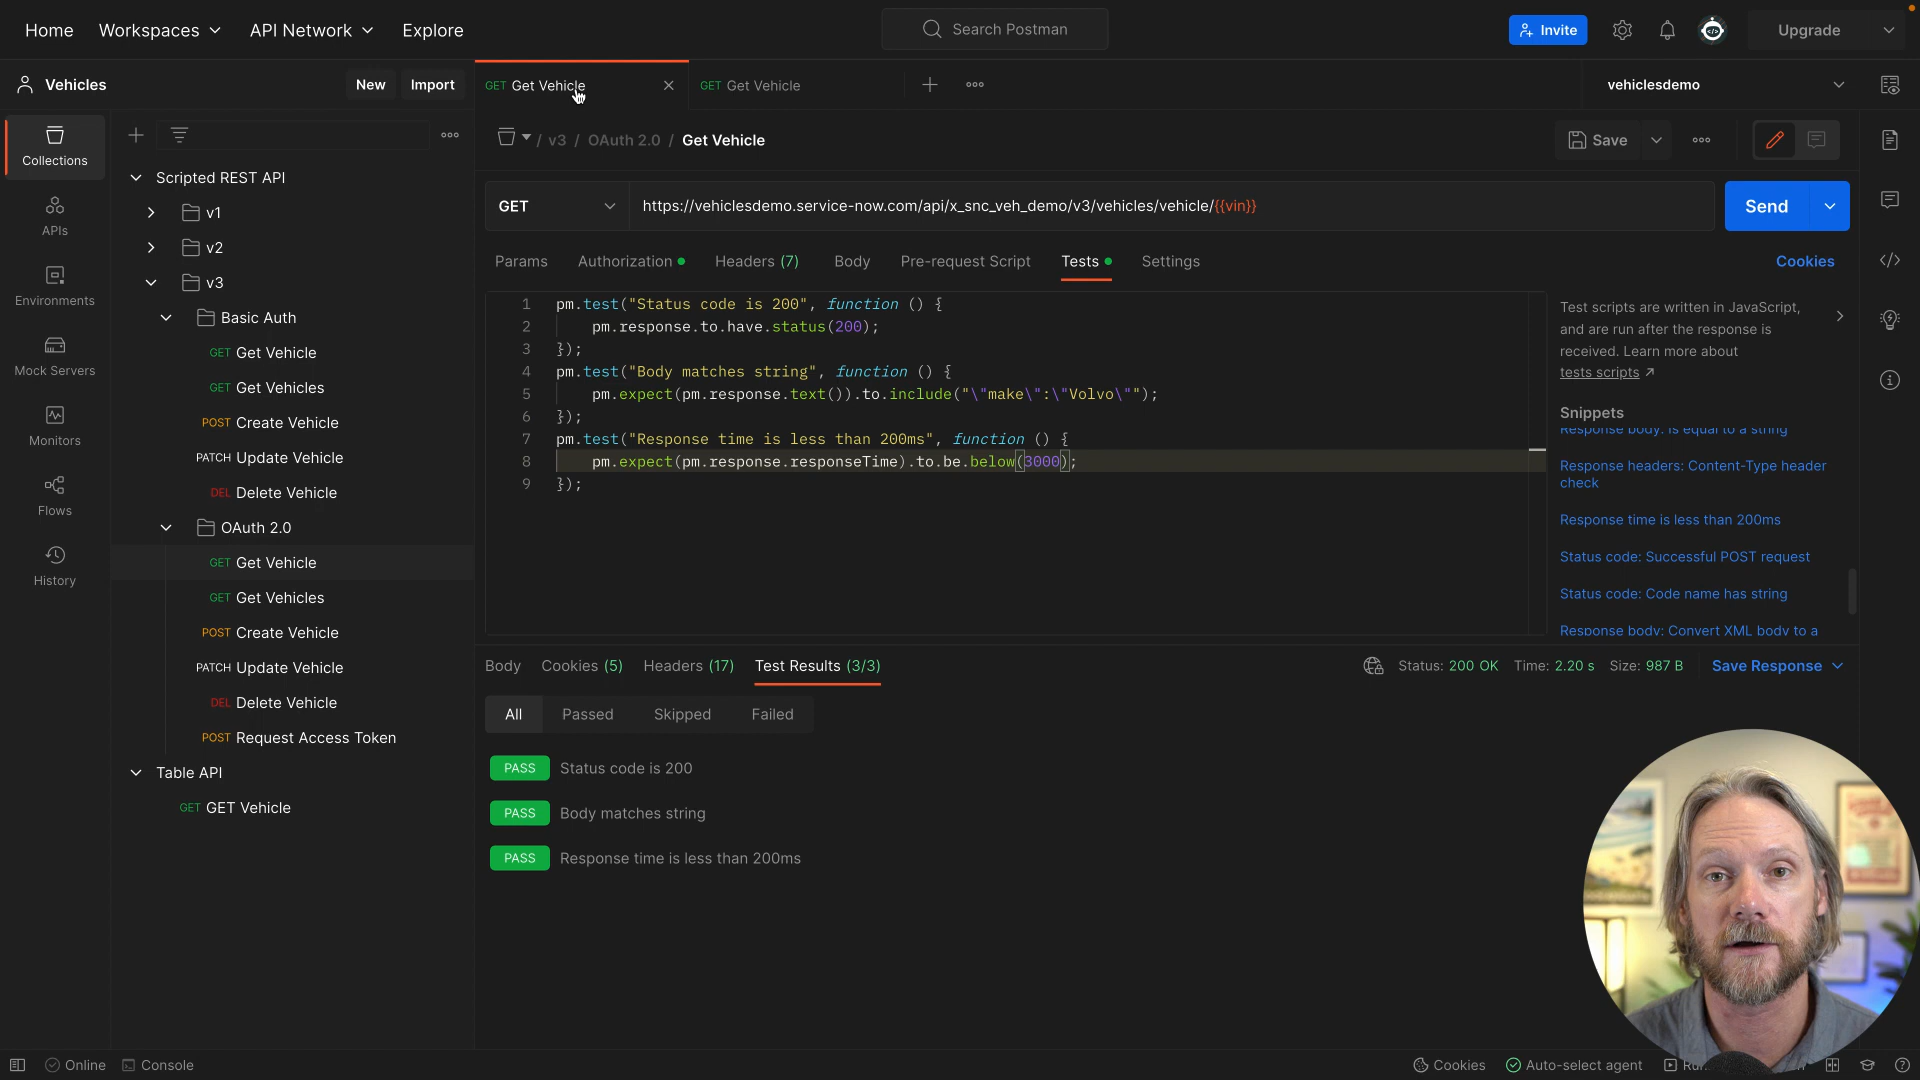 Home
Workspaces
API Network
Explore
Search Postman
Invite
Upgrade
Vehicles
New
Import
GET Get Vehicle
GET Get Vehicle
vehiclesdemo
Collections
APIs
Environments
Mock Servers
Monitors
Flows
History
Scripted REST API
v1
v2
v3
Basic Auth
GET Get Vehicle
GET Get Vehicles
POST Create Vehicle
PATCH Update Vehicle
DEL Delete Vehicle
OAuth 2.0
GET Get Vehicle
GET Get Vehicles
POST Create Vehicle
PATCH Update Vehicle
DEL Delete Vehicle
POST Request Access Token
Table API
GET GET Vehicle
/ v3 / OAuth 2.0 / Get Vehicle
Save
GET
https://vehiclesdemo.service-now.com/api/x_snc_veh_demo/v3/vehicles/vehicle/{{vin}}
Send
Params
Authorization
Headers (7)
Body
Pre-request Script
Tests
Settings
Cookies
1 pm.test("Status code is 200", function () {
2 pm.response.to.have.status(200);
3 });
4 pm.test("Body matches string", function () {
5 pm.expect(pm.response.text()).to.include("\"make\":\"Volvo\"");
6 });
7 pm.test("Response time is less than 200ms", function () {
8 pm.expect(pm.response.responseTime).to.be.below(3000);
9 });
Test scripts are written in JavaScript,
and are run after the response is
received. Learn more about
tests scripts
Snippets
Response body: Is equal to a string
Response headers: Content-Type header
check
Response time is less than 200ms
Status code: Successful POST request
Status code: Code name has string
Response body: Convert XML body to a
Body
Cookies (5)
Headers (17)
Test Results (3/3)
Status: 200 OK
Time: 2.20 s
Size: 987 B
Save Response
All
Passed
Skipped
Failed
PASS Status code is 200
PASS Body matches string
PASS Response time is less than 200ms
Online
Console
Cookies
Auto-select agent